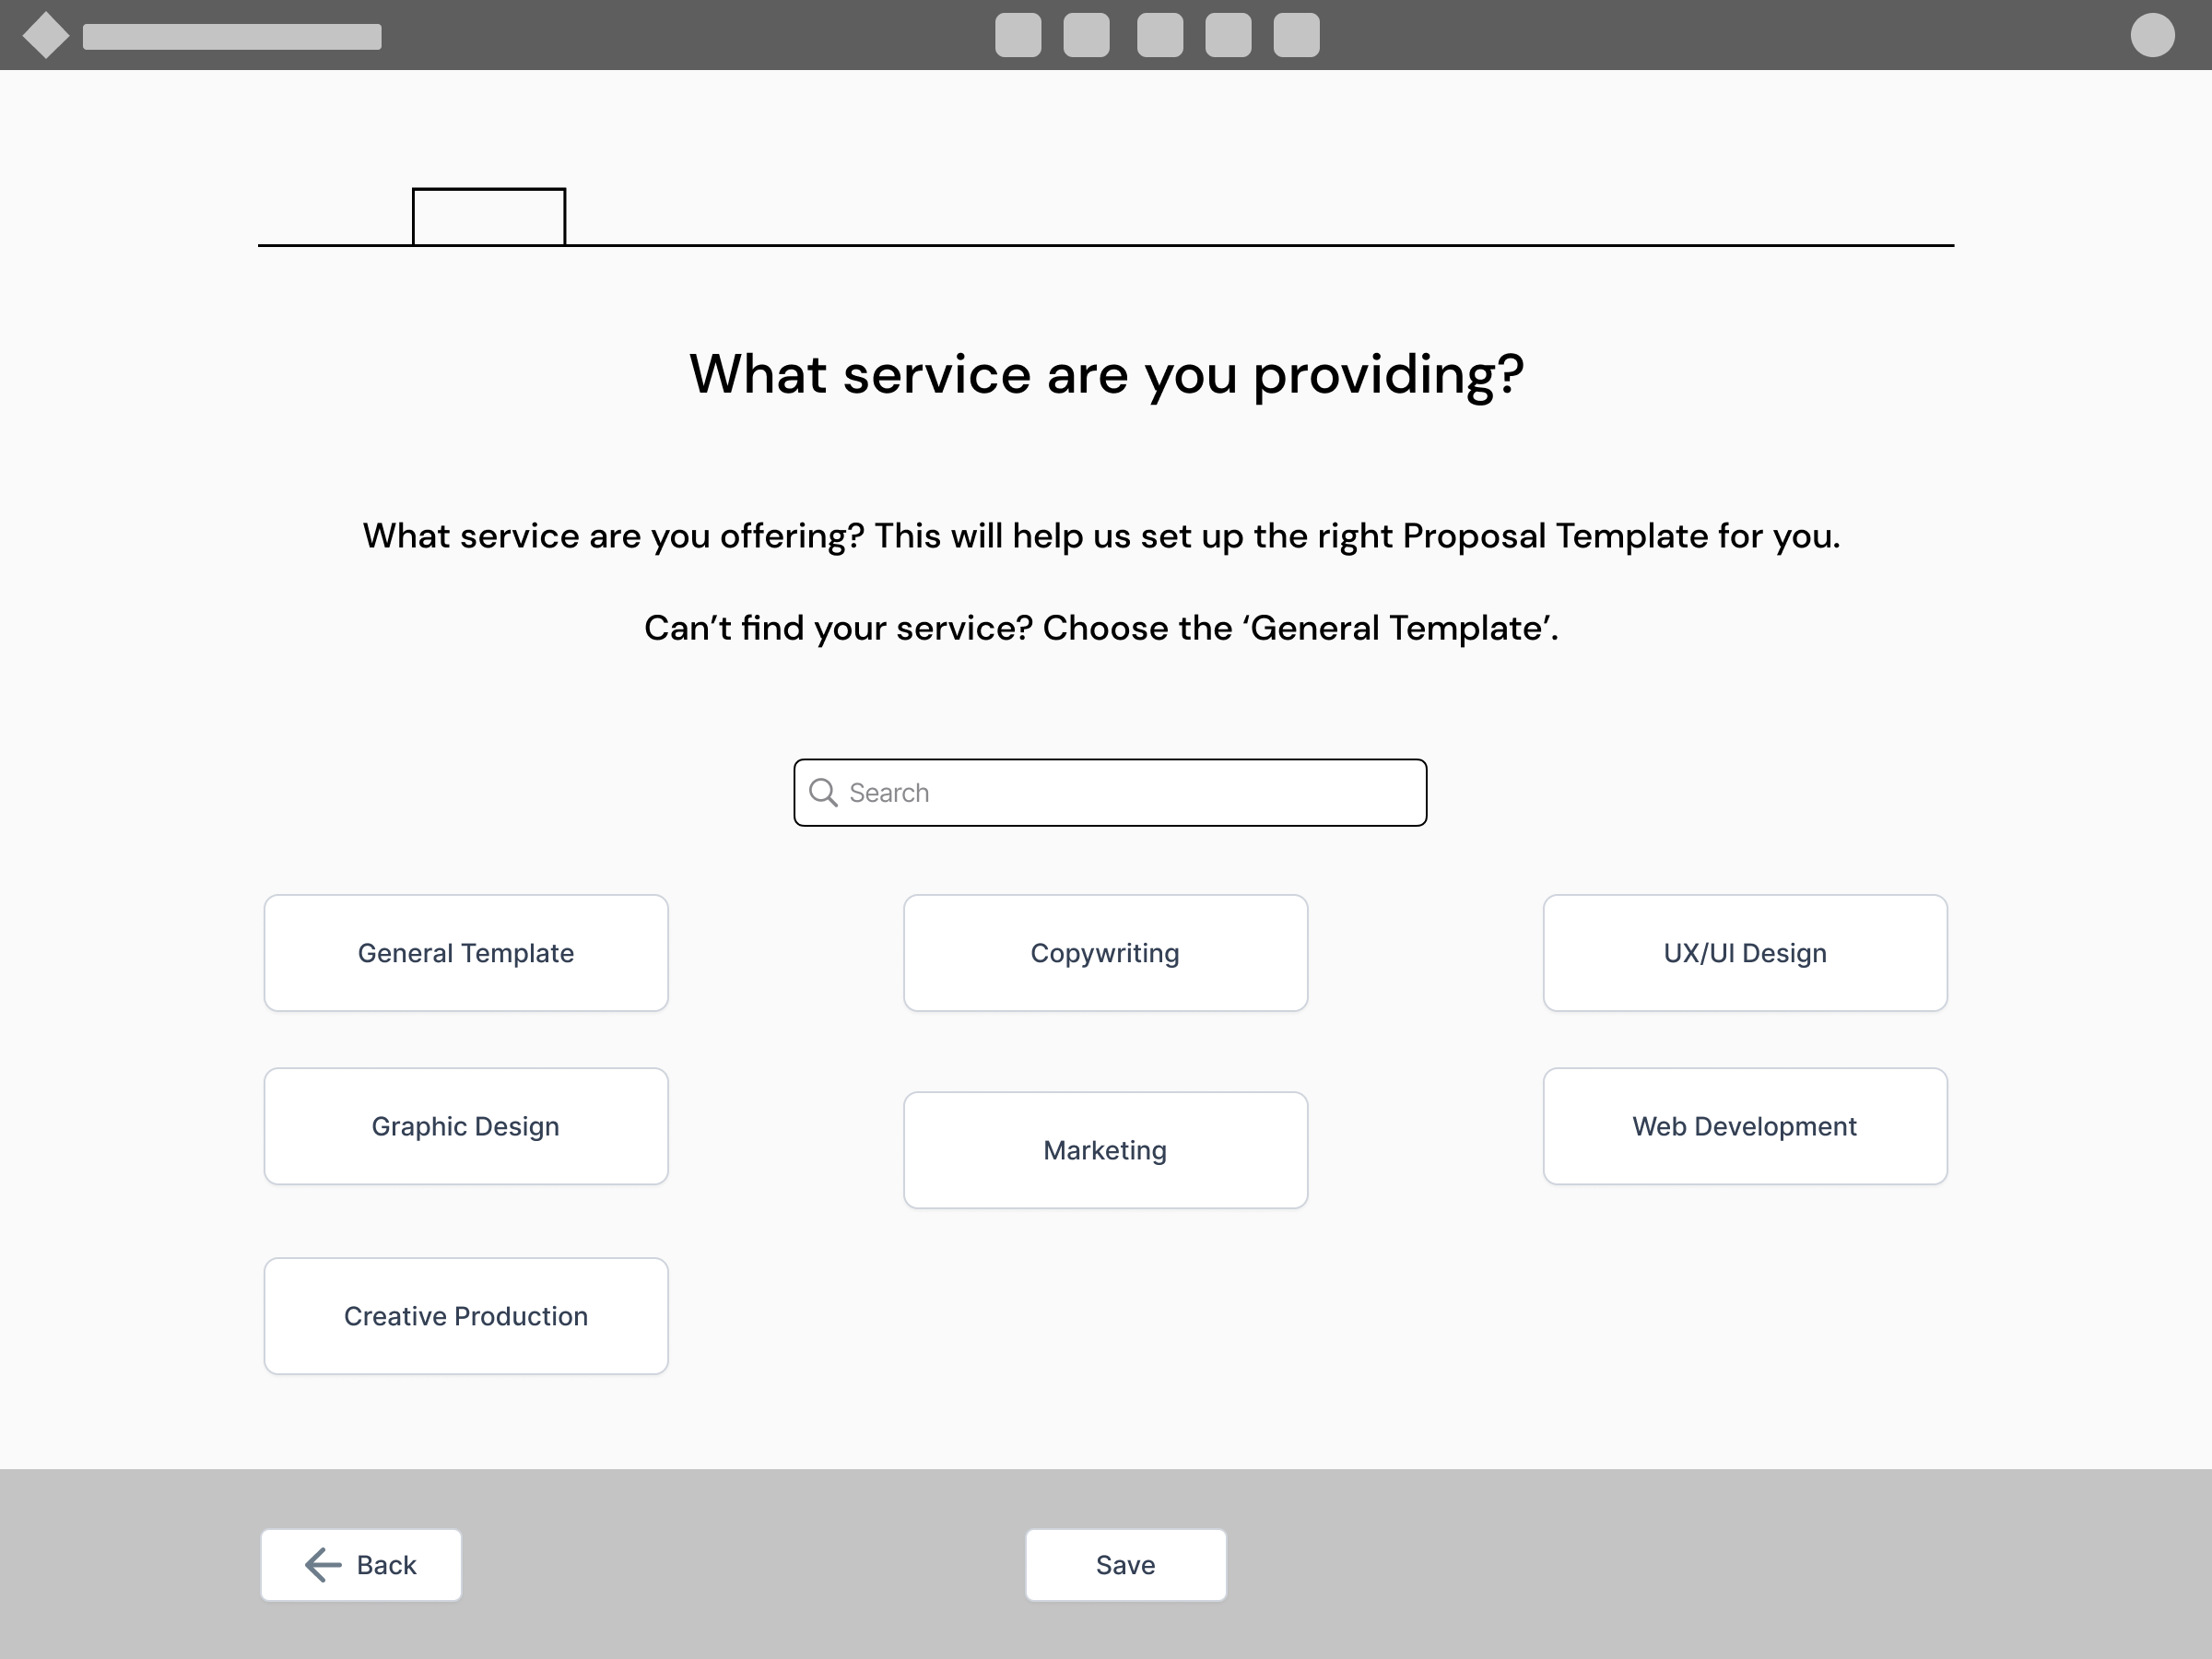 What service are you providing?
What service are you offering? This will help us set up the right Proposal Template for you.
Can’t find your service? Choose the ‘General Template’.
Search
General Template
Copywriting
UX/UI Design
Graphic Design
Marketing
Web Development
Creative Production
Back
Save